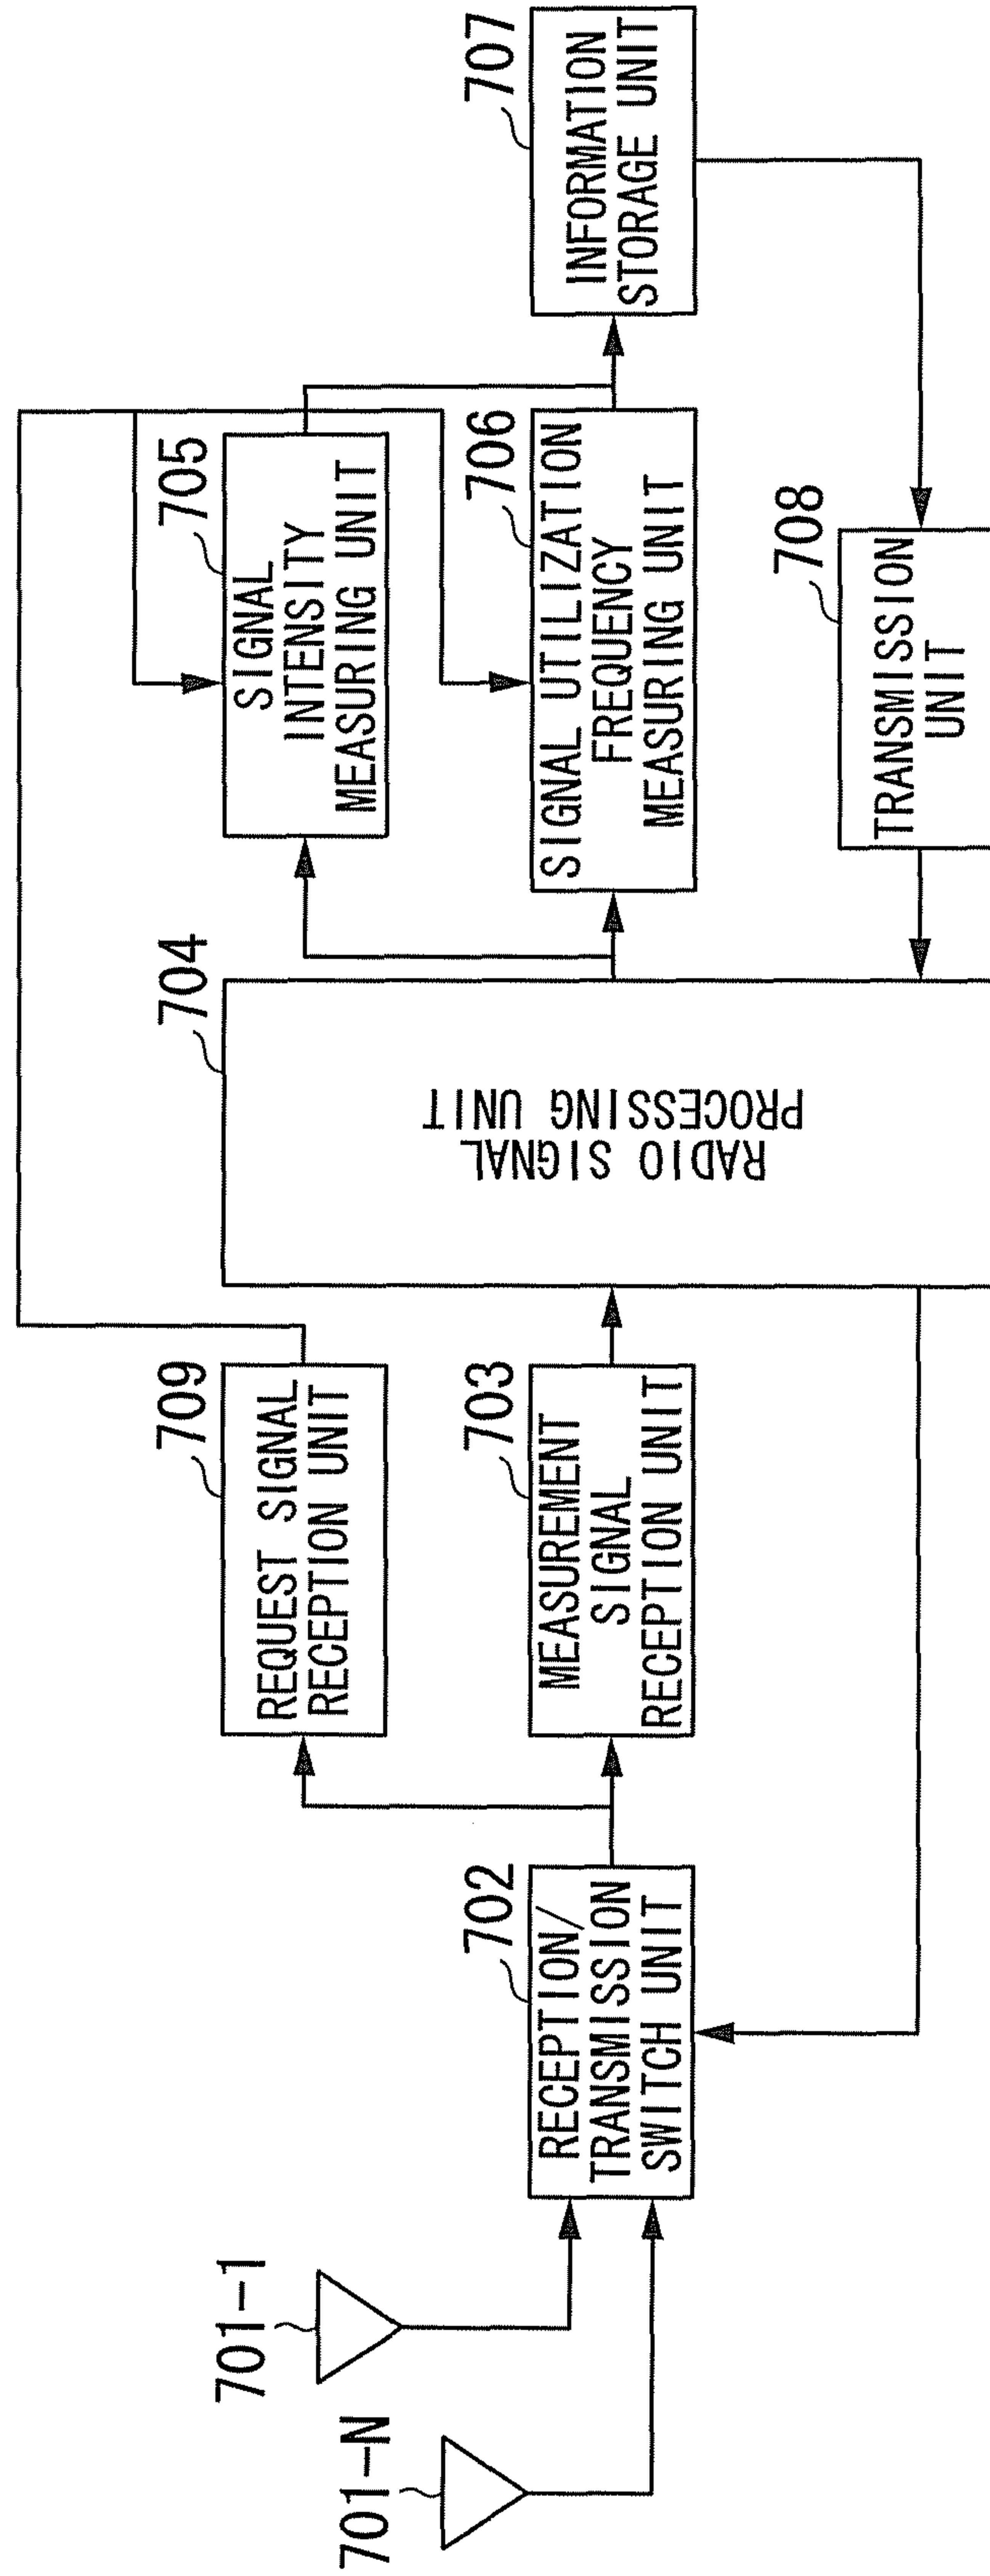 701-1
701-N
702
RECEPTION/
TRANSMISSION
SWITCH UNIT
709
REQUEST SIGNAL
RECEPTION UNIT
703
MEASUREMENT
SIGNAL
RECEPTION UNIT
704
RADIO SIGNAL
PROCESSING UNIT
705
SIGNAL
INTENSITY
MEASURING UNIT
706
SIGNAL UTILIZATION
FREQUENCY
MEASURING UNIT
707
INFORMATION
STORAGE UNIT
708
TRANSMISSION
UNIT